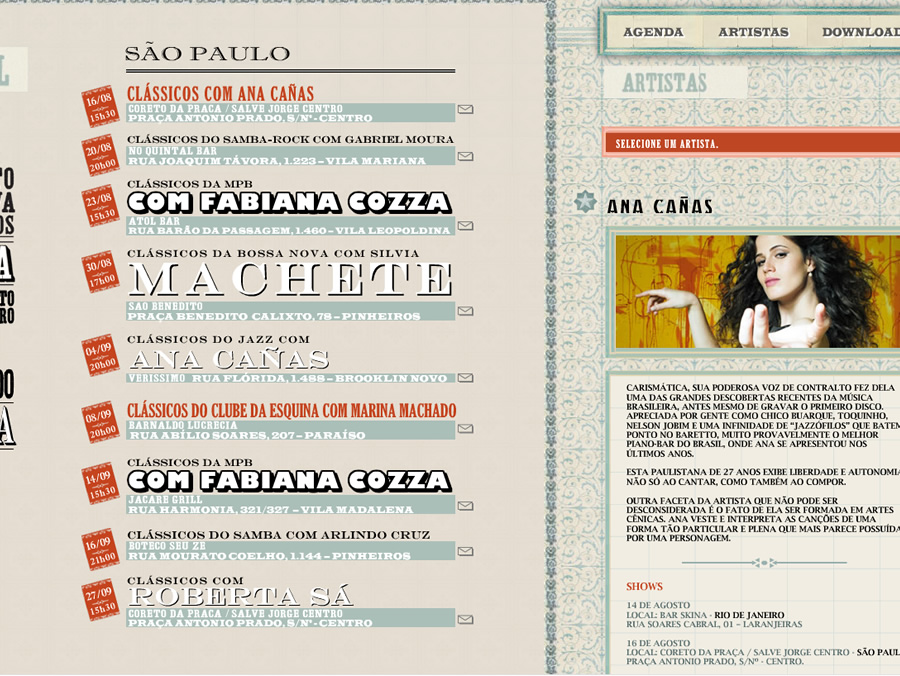 SÃO PAULO
16/08
15h30
CLÁSSICOS COM ANA CAÑAS
CORETO DA PRACA / SALVE JORGE CENTRO
PRAÇA ANTONIO PRADO, S/Nº - CENTRO
20/08
20h00
CLÁSSICOS DO SAMBA-ROCK COM GABRIEL MOURA
NO QUINTAL BAR
RUA JOAQUIM TÁVORA, 1.223 – VILA MARIANA
23/08
15h30
CLÁSSICOS DA MPB
COM FABIANA COZZA
ATOL BAR
RUA BARÃO DA PASSAGEM, 1.460 – VILA LEOPOLDINA
30/08
17h00
CLÁSSICOS DA BOSSA NOVA COM SILVIA
MACHETE
SAO BENEDITO
PRAÇA BENEDITO CALIXTO, 78 – PINHEIROS
04/09
20h00
CLÁSSICOS DO JAZZ COM
ANA CAÑAS
VERISSIMO RUA FLÓRIDA, 1.488 – BROOKLIN NOVO
08/09
20h00
CLÁSSICOS DO CLUBE DA ESQUINA COM MARINA MACHADO
BARNALDO LUCRECIA
RUA ABÍLIO SOARES, 207 – PARAÍSO
14/09
15h30
CLÁSSICOS DA MPB
COM FABIANA COZZA
JACARE GRILL
RUA HARMONIA, 321/327 – VILA MADALENA
16/09
21h00
CLÁSSICOS DO SAMBA COM ARLINDO CRUZ
BOTECO SEU ZE
RUA MOURATO COELHO, 1.144 – PINHEIROS
27/09
15h30
CLÁSSICOS COM
ROBERTA SÁ
CORETO DA PRACA / SALVE JORGE CENTRO
PRAÇA ANTONIO PRADO, S/Nº - CENTRO
AGENDA ARTISTAS DOWNLOAD
ARTISTAS
SELECIONE UM ARTISTA.
ANA CAÑAS
CARISMÁTICA, SUA PODEROSA VOZ DE CONTRALTO FEZ DELA
UMA DAS GRANDES DESCOBERTAS RECENTES DA MÚSICA
BRASILEIRA, ANTES MESMO DE GRAVAR O PRIMEIRO DISCO.
APRECIADA POR GENTE COMO CHICO BUARQUE, TOQUINHO,
NELSON JOBIM E UMA INFINIDADE DE "JAZZÓFILOS" QUE BATEM
PONTO NO BARETTO, MUITO PROVAVELMENTE O MELHOR
PIANO-BAR DO BRASIL, ONDE ANA SE APRESENTOU NOS
ÚLTIMOS ANOS.
ESTA PAULISTANA DE 27 ANOS EXIBE LIBERDADE E AUTONOMIA
NÃO SÓ AO CANTAR, COMO TAMBÉM AO COMPOR.
OUTRA FACETA DA ARTISTA QUE NÃO PODE SER
DESCONSIDERADA É O FATO DE ELA SER FORMADA EM ARTES
CÊNICAS. ANA VESTE E INTERPRETA AS CANÇÕES DE UMA
FORMA TÃO PARTICULAR E PLENA QUE MAIS PARECE POSSUÍDA
POR UMA PERSONAGEM.
SHOWS
14 DE AGOSTO
LOCAL: BAR SKINA - RIO DE JANEIRO
RUA SOARES CABRAL, 01 – LARANJEIRAS
16 DE AGOSTO
LOCAL: CORETO DA PRAÇA / SALVE JORGE CENTRO - SÃO PAUL
PRAÇA ANTONIO PRADO, S/Nº - CENTRO.